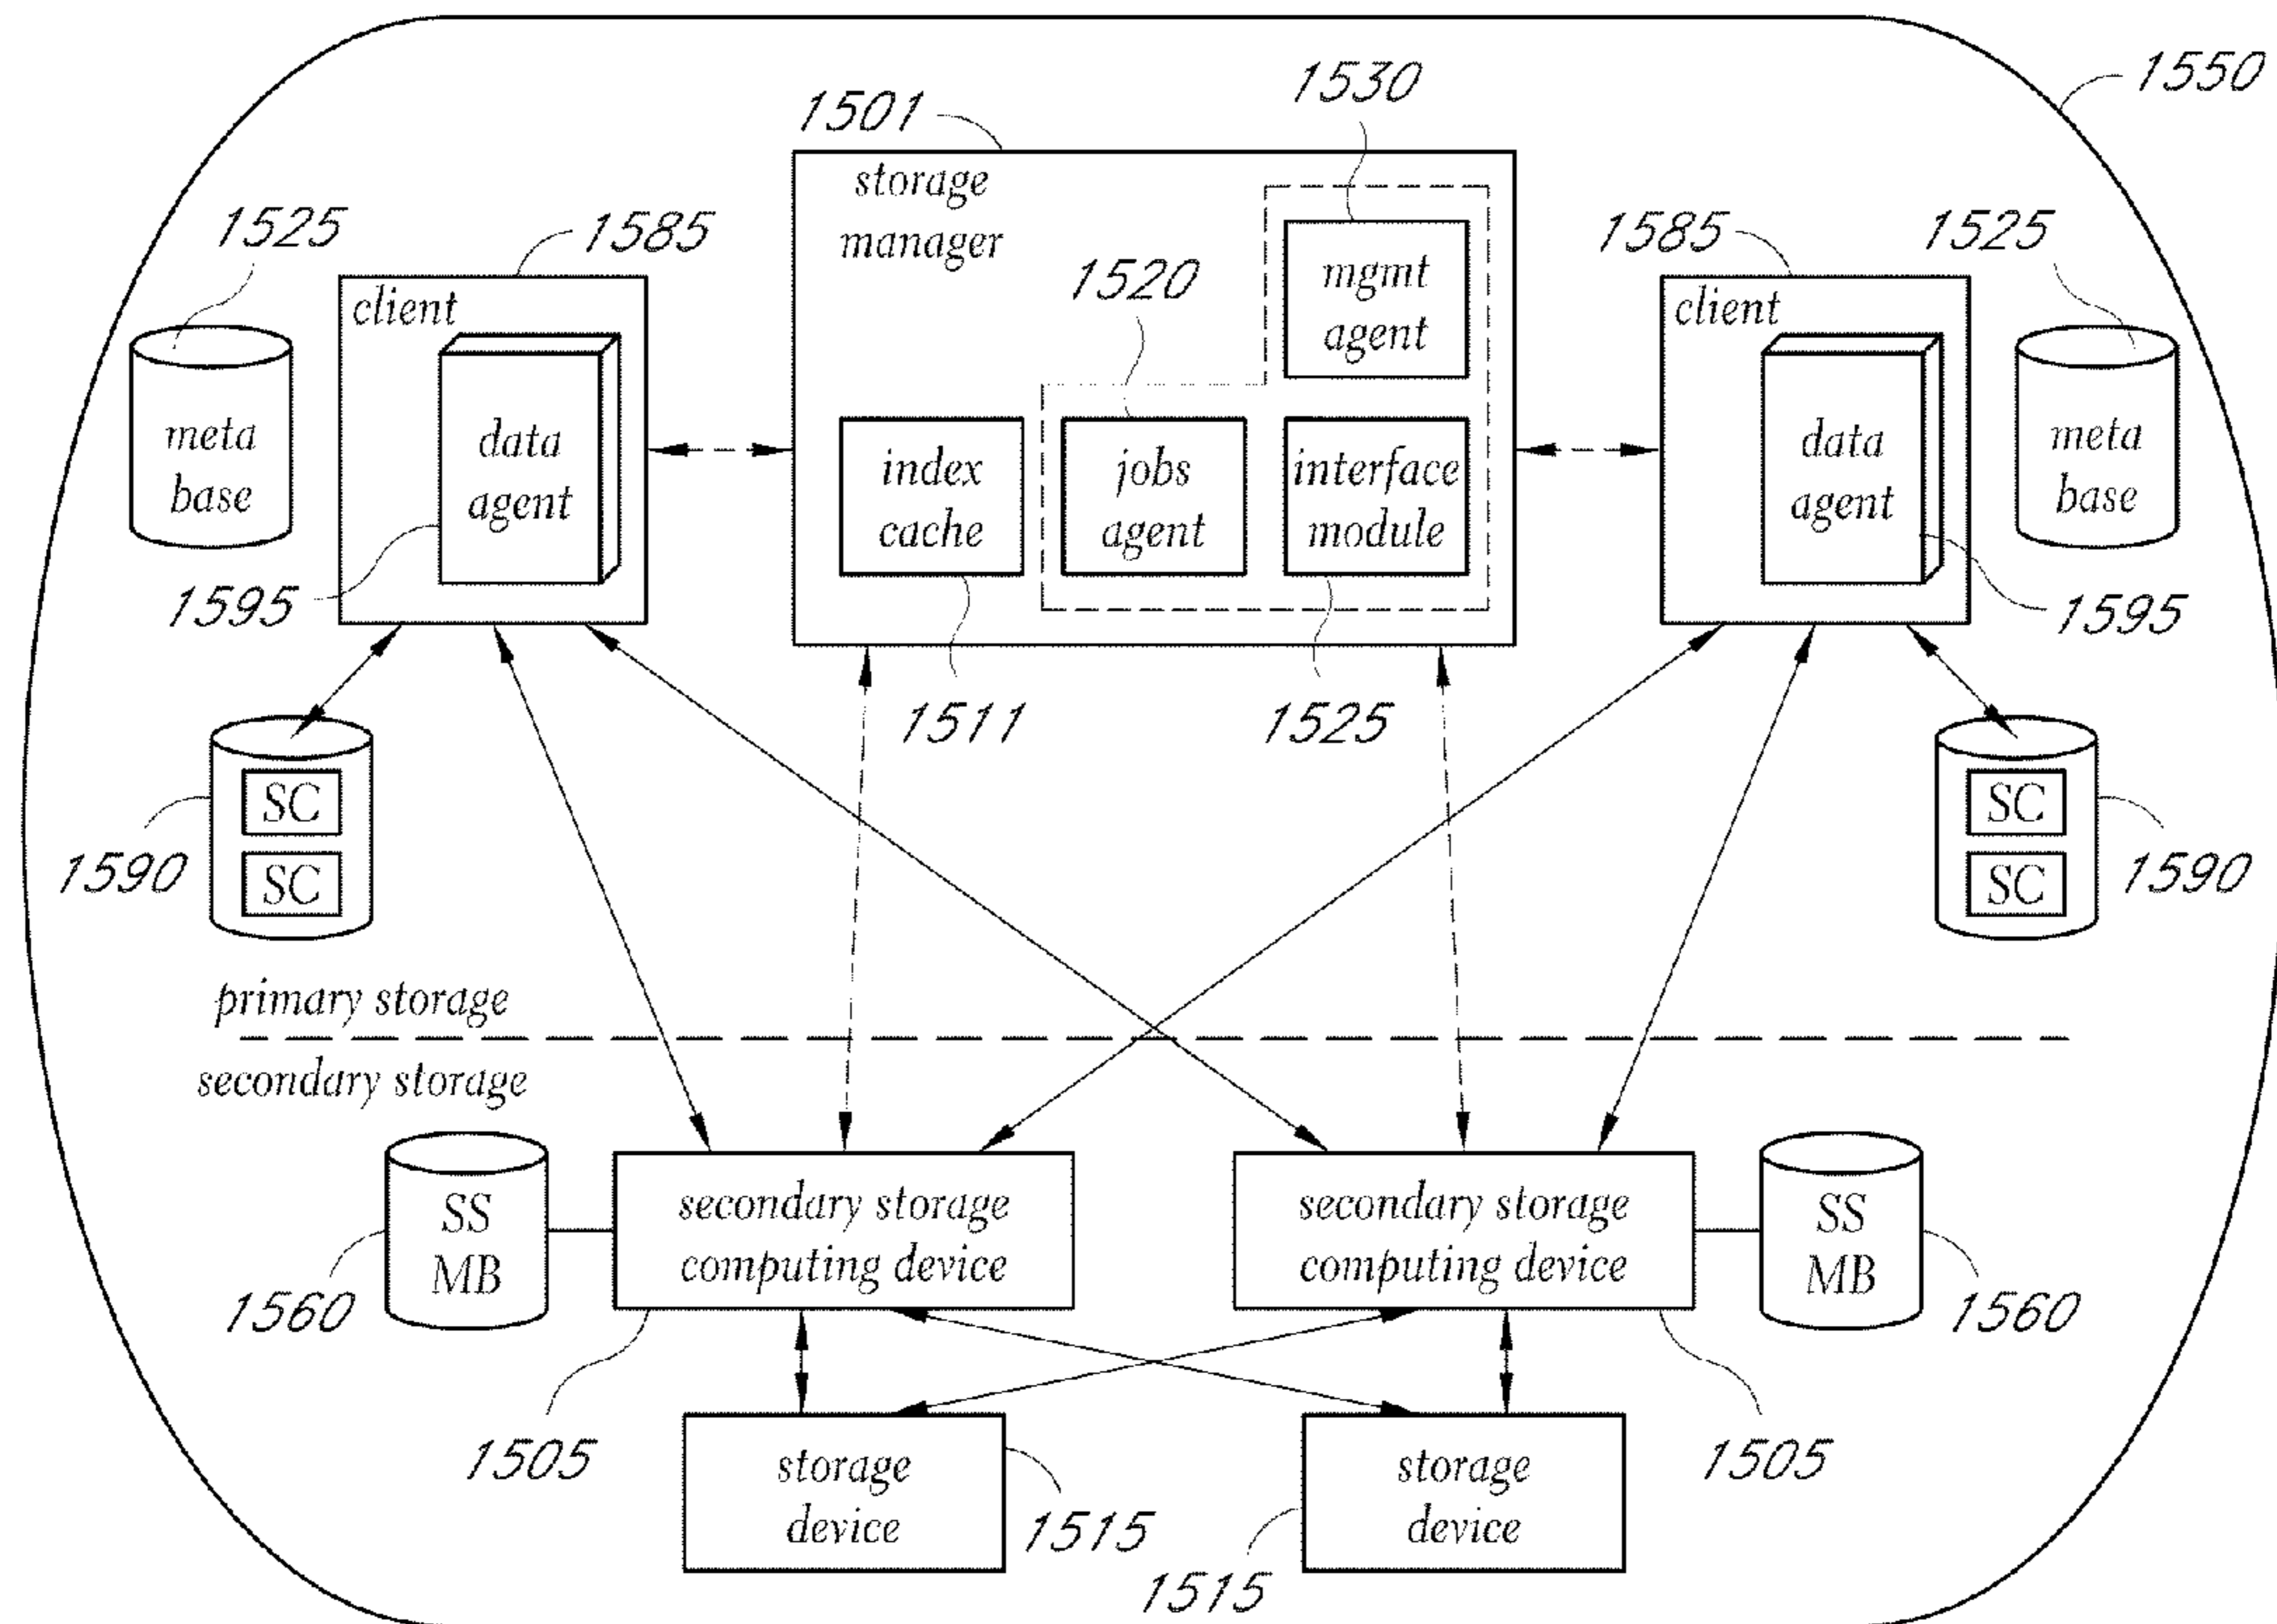 1550
1530
1501
storage
manager
1525
1585
1585
1525
client
mgmt
agent
1520
client
meta
base
data
agent
index
cache
jobs
agent
interface
module
data
agent
meta
base
1595
1595
1511
1525
SC
SC
1590
SC
SC
1590
primary storage
secondary storage
SS
MB
secondary storage
computing device
secondary storage
computing device
SS
MB
1560
1560
1505
1505
storage
device
1515
storage
device
1515